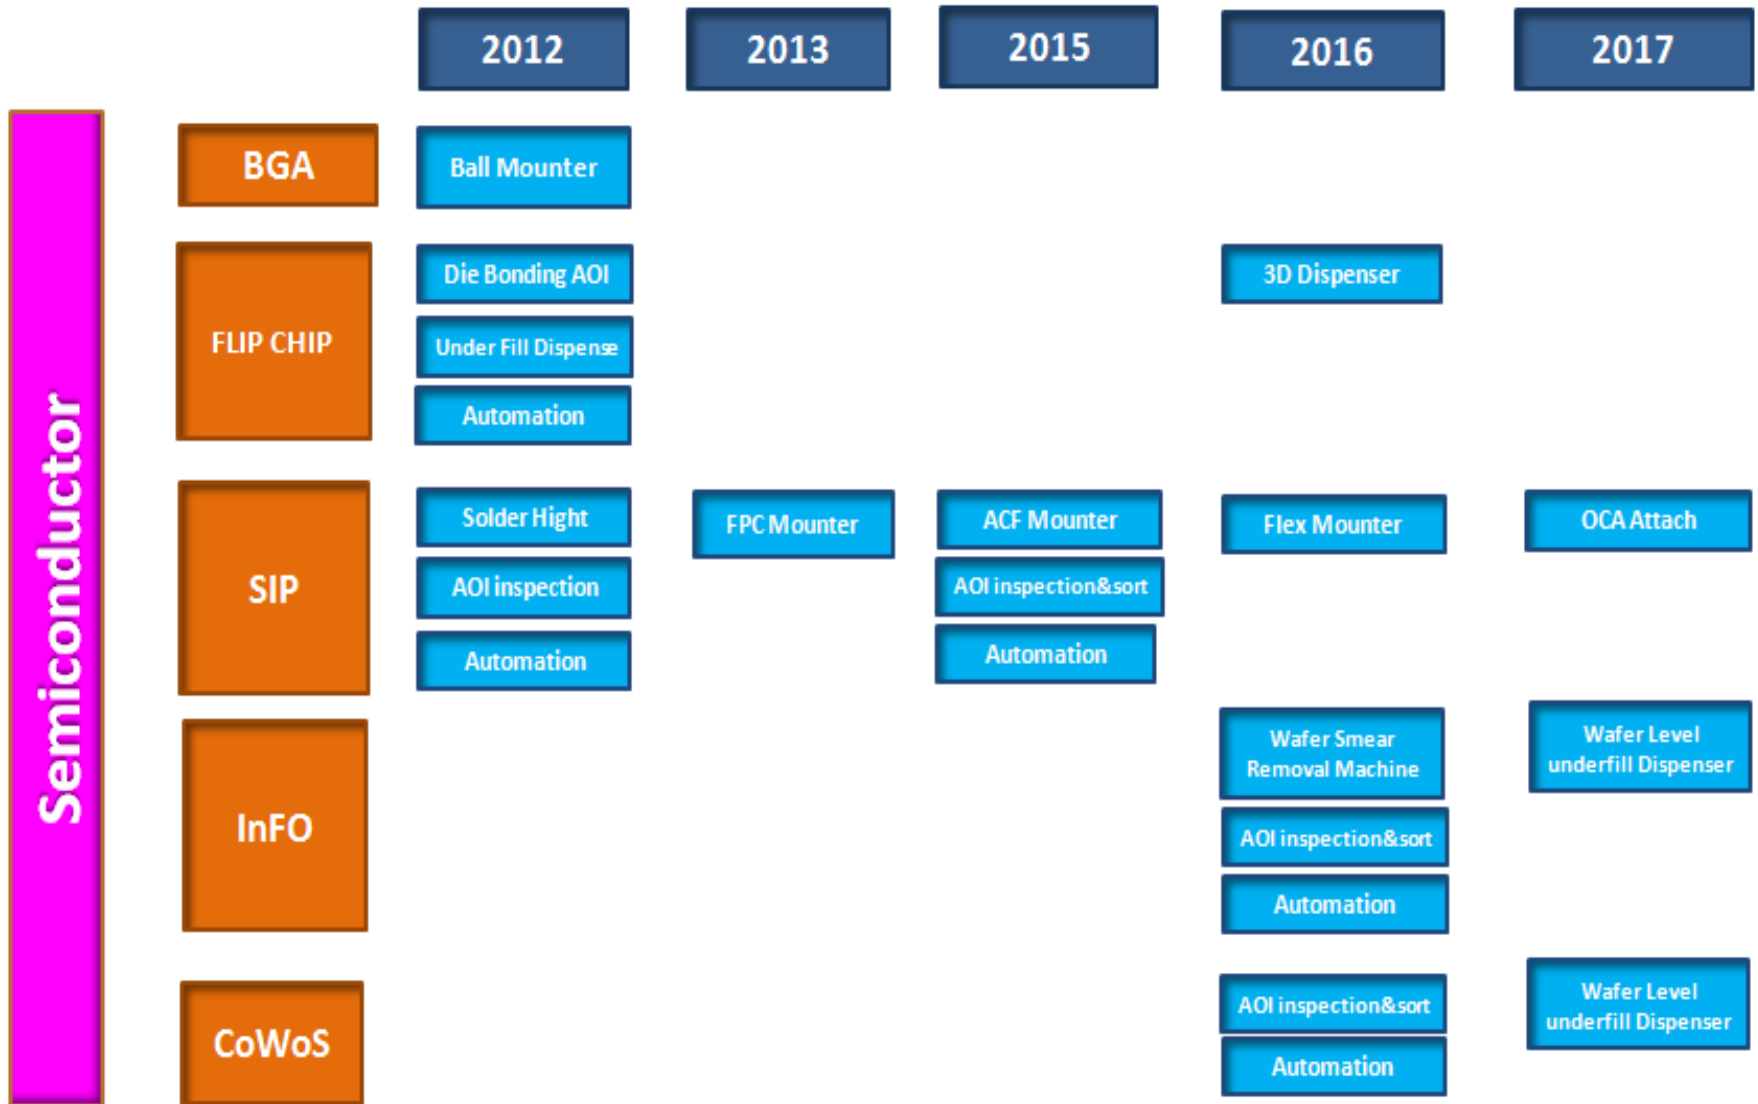 2012
2013
2015
2016
2017
Semiconductor
BGA
Ball Mounter
FLIP CHIP
Die Bonding AOI
3D Dispenser
Under Fill Dispense
Automation
SIP
Solder Hight
FPC Mounter
ACF Mounter
Flex Mounter
OCA Attach
AOI inspection
AOI inspection&sort
Automation
Automation
InFO
Wafer Smear
Removal Machine
Wafer Level
underfill Dispenser
AOI inspection&sort
Automation
CoWoS
AOI inspection&sort
Wafer Level
underfill Dispenser
Automation